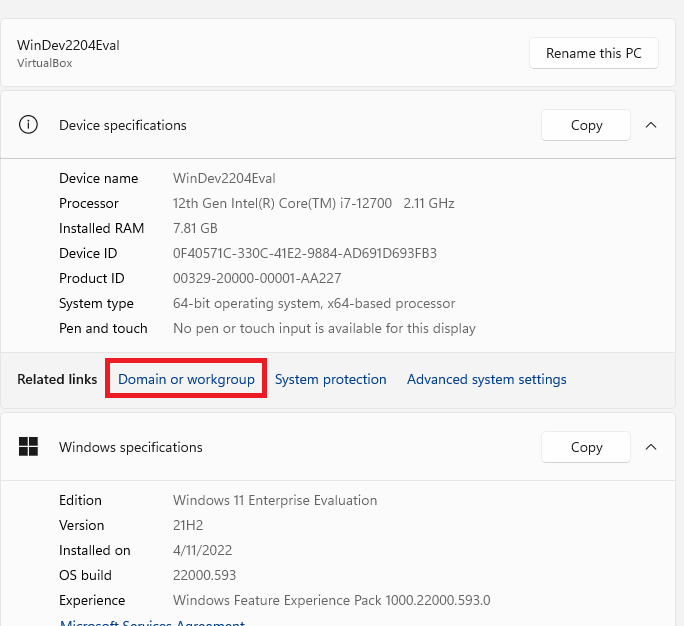 WinDev2204Eval
VirtualBox
Rename this PC
Device specifications
Copy
Device name WinDev2204Eval
Processor 12th Gen Intel(R) Core(TM) i7-12700 2.11 GHz
Installed RAM 7.81 GB
Device ID 0F40571C-330C-41E2-9884-AD691D693FB3
Product ID 00329-20000-00001-AA227
System type 64-bit operating system, x64-based processor
Pen and touch No pen or touch input is available for this display
Related links Domain or workgroup System protection Advanced system settings
Windows specifications
Copy
Edition Windows 11 Enterprise Evaluation
Version 21H2
Installed on 4/11/2022
OS build 22000.593
Experience Windows Feature Experience Pack 1000.22000.593.0
Microsoft Services Agreement